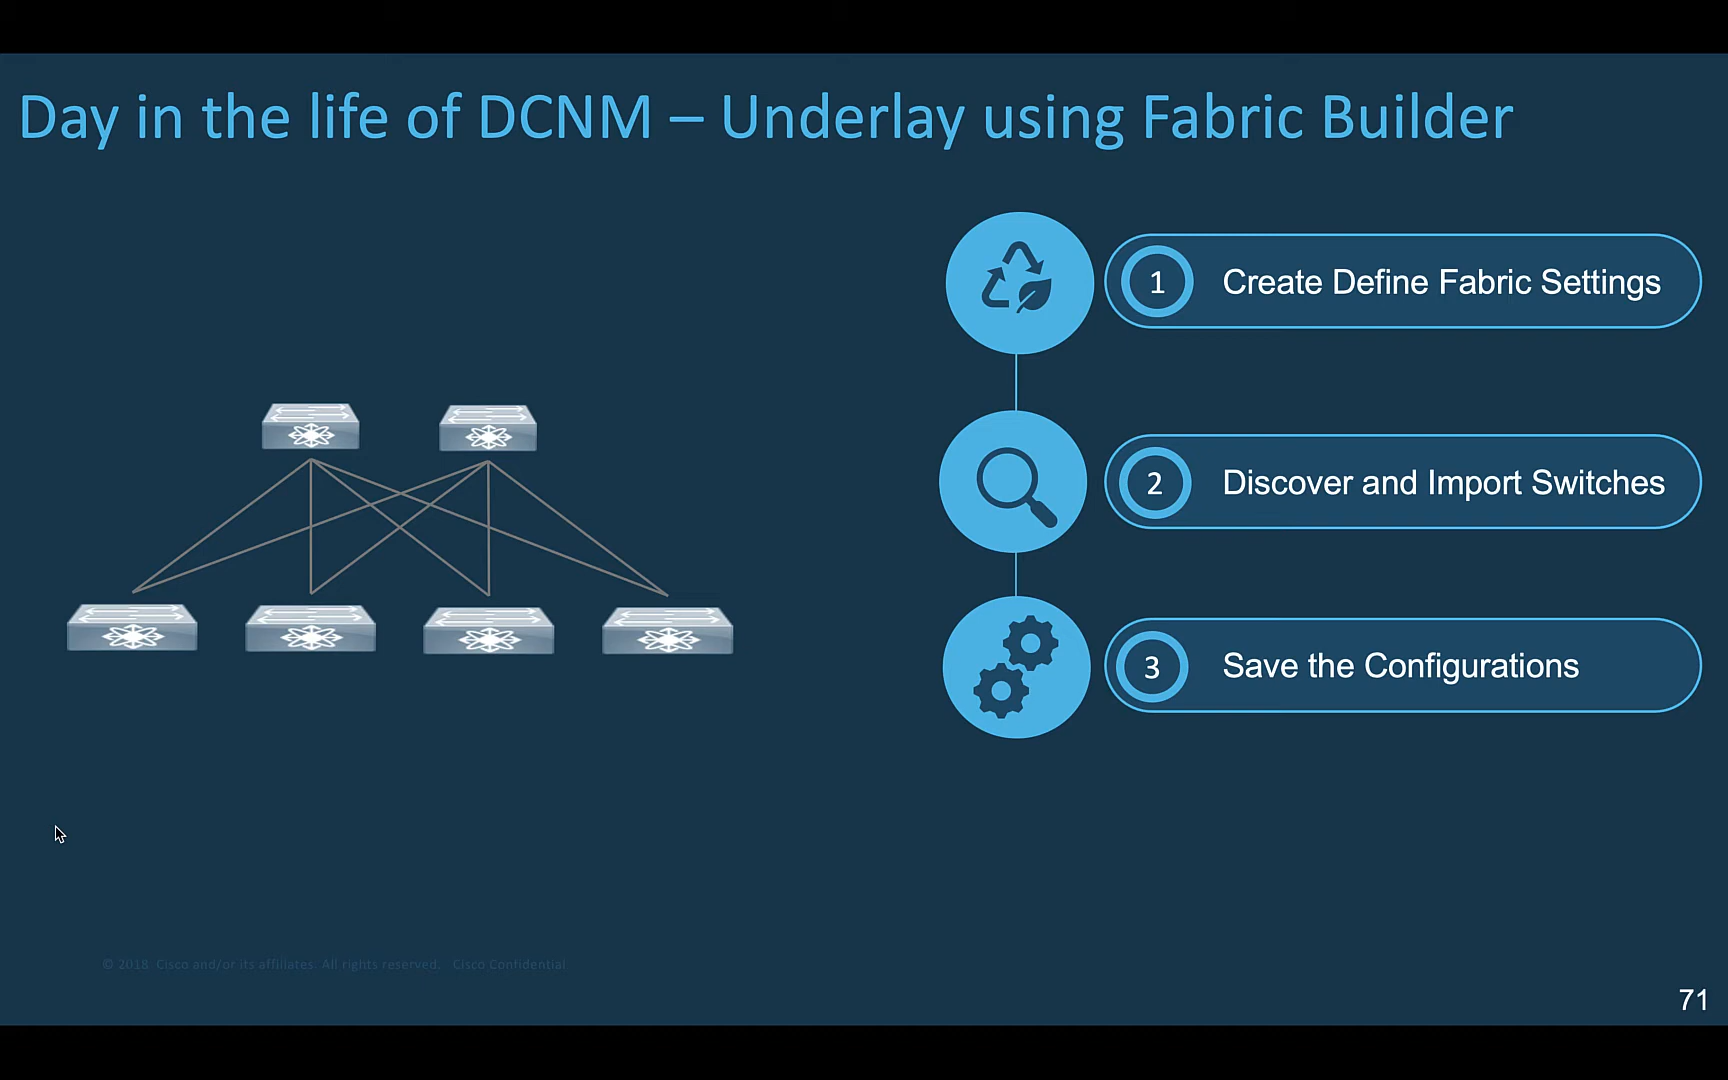 Day in the life of DCNM – Underlay using Fabric Builder
1 Create Define Fabric Settings
2 Discover and Import Switches
3 Save the Configurations
© 2018 Cisco and/or its affiliates. All rights reserved. Cisco Confidential
71